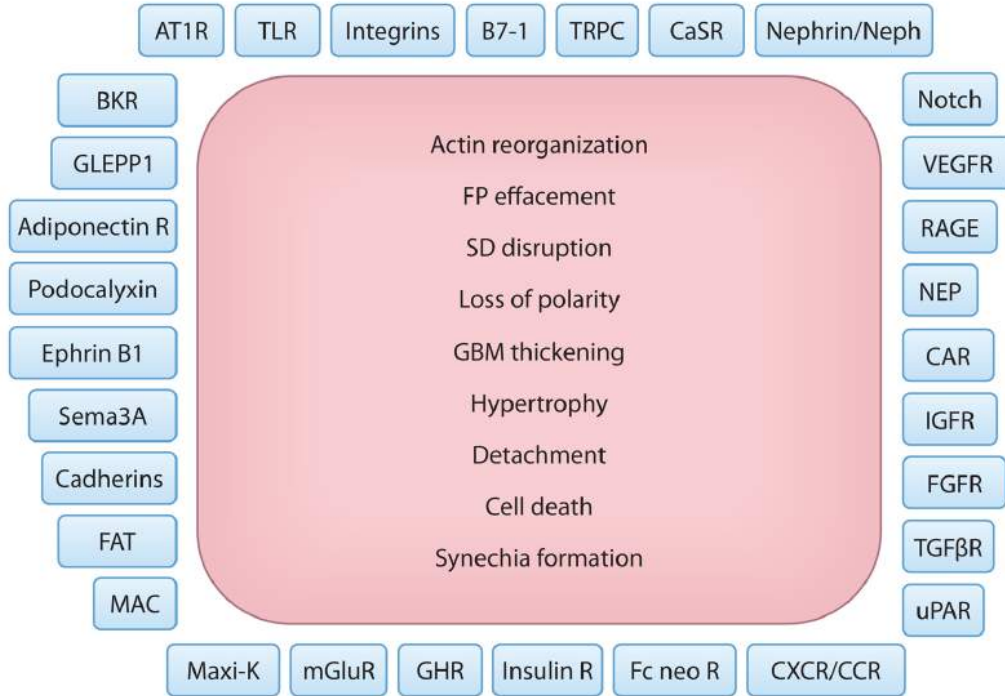 AT1R
TLR
Integrins
B7-1
TRPC
CaSR
Nephrin/Neph
BKR
GLEPP1
Adiponectin R
Podocalyxin
Ephrin B1
Sema3A
Cadherins
FAT
MAC
Actin reorganization
FP effacement
SD disruption
Loss of polarity
GBM thickening
Hypertrophy
Detachment
Cell death
Synechia formation
Notch
VEGFR
RAGE
NEP
CAR
IGFR
FGFR
TGFβR
uPAR
Maxi-K
mGluR
GHR
Insulin R
Fc neo R
CXCR/CCR